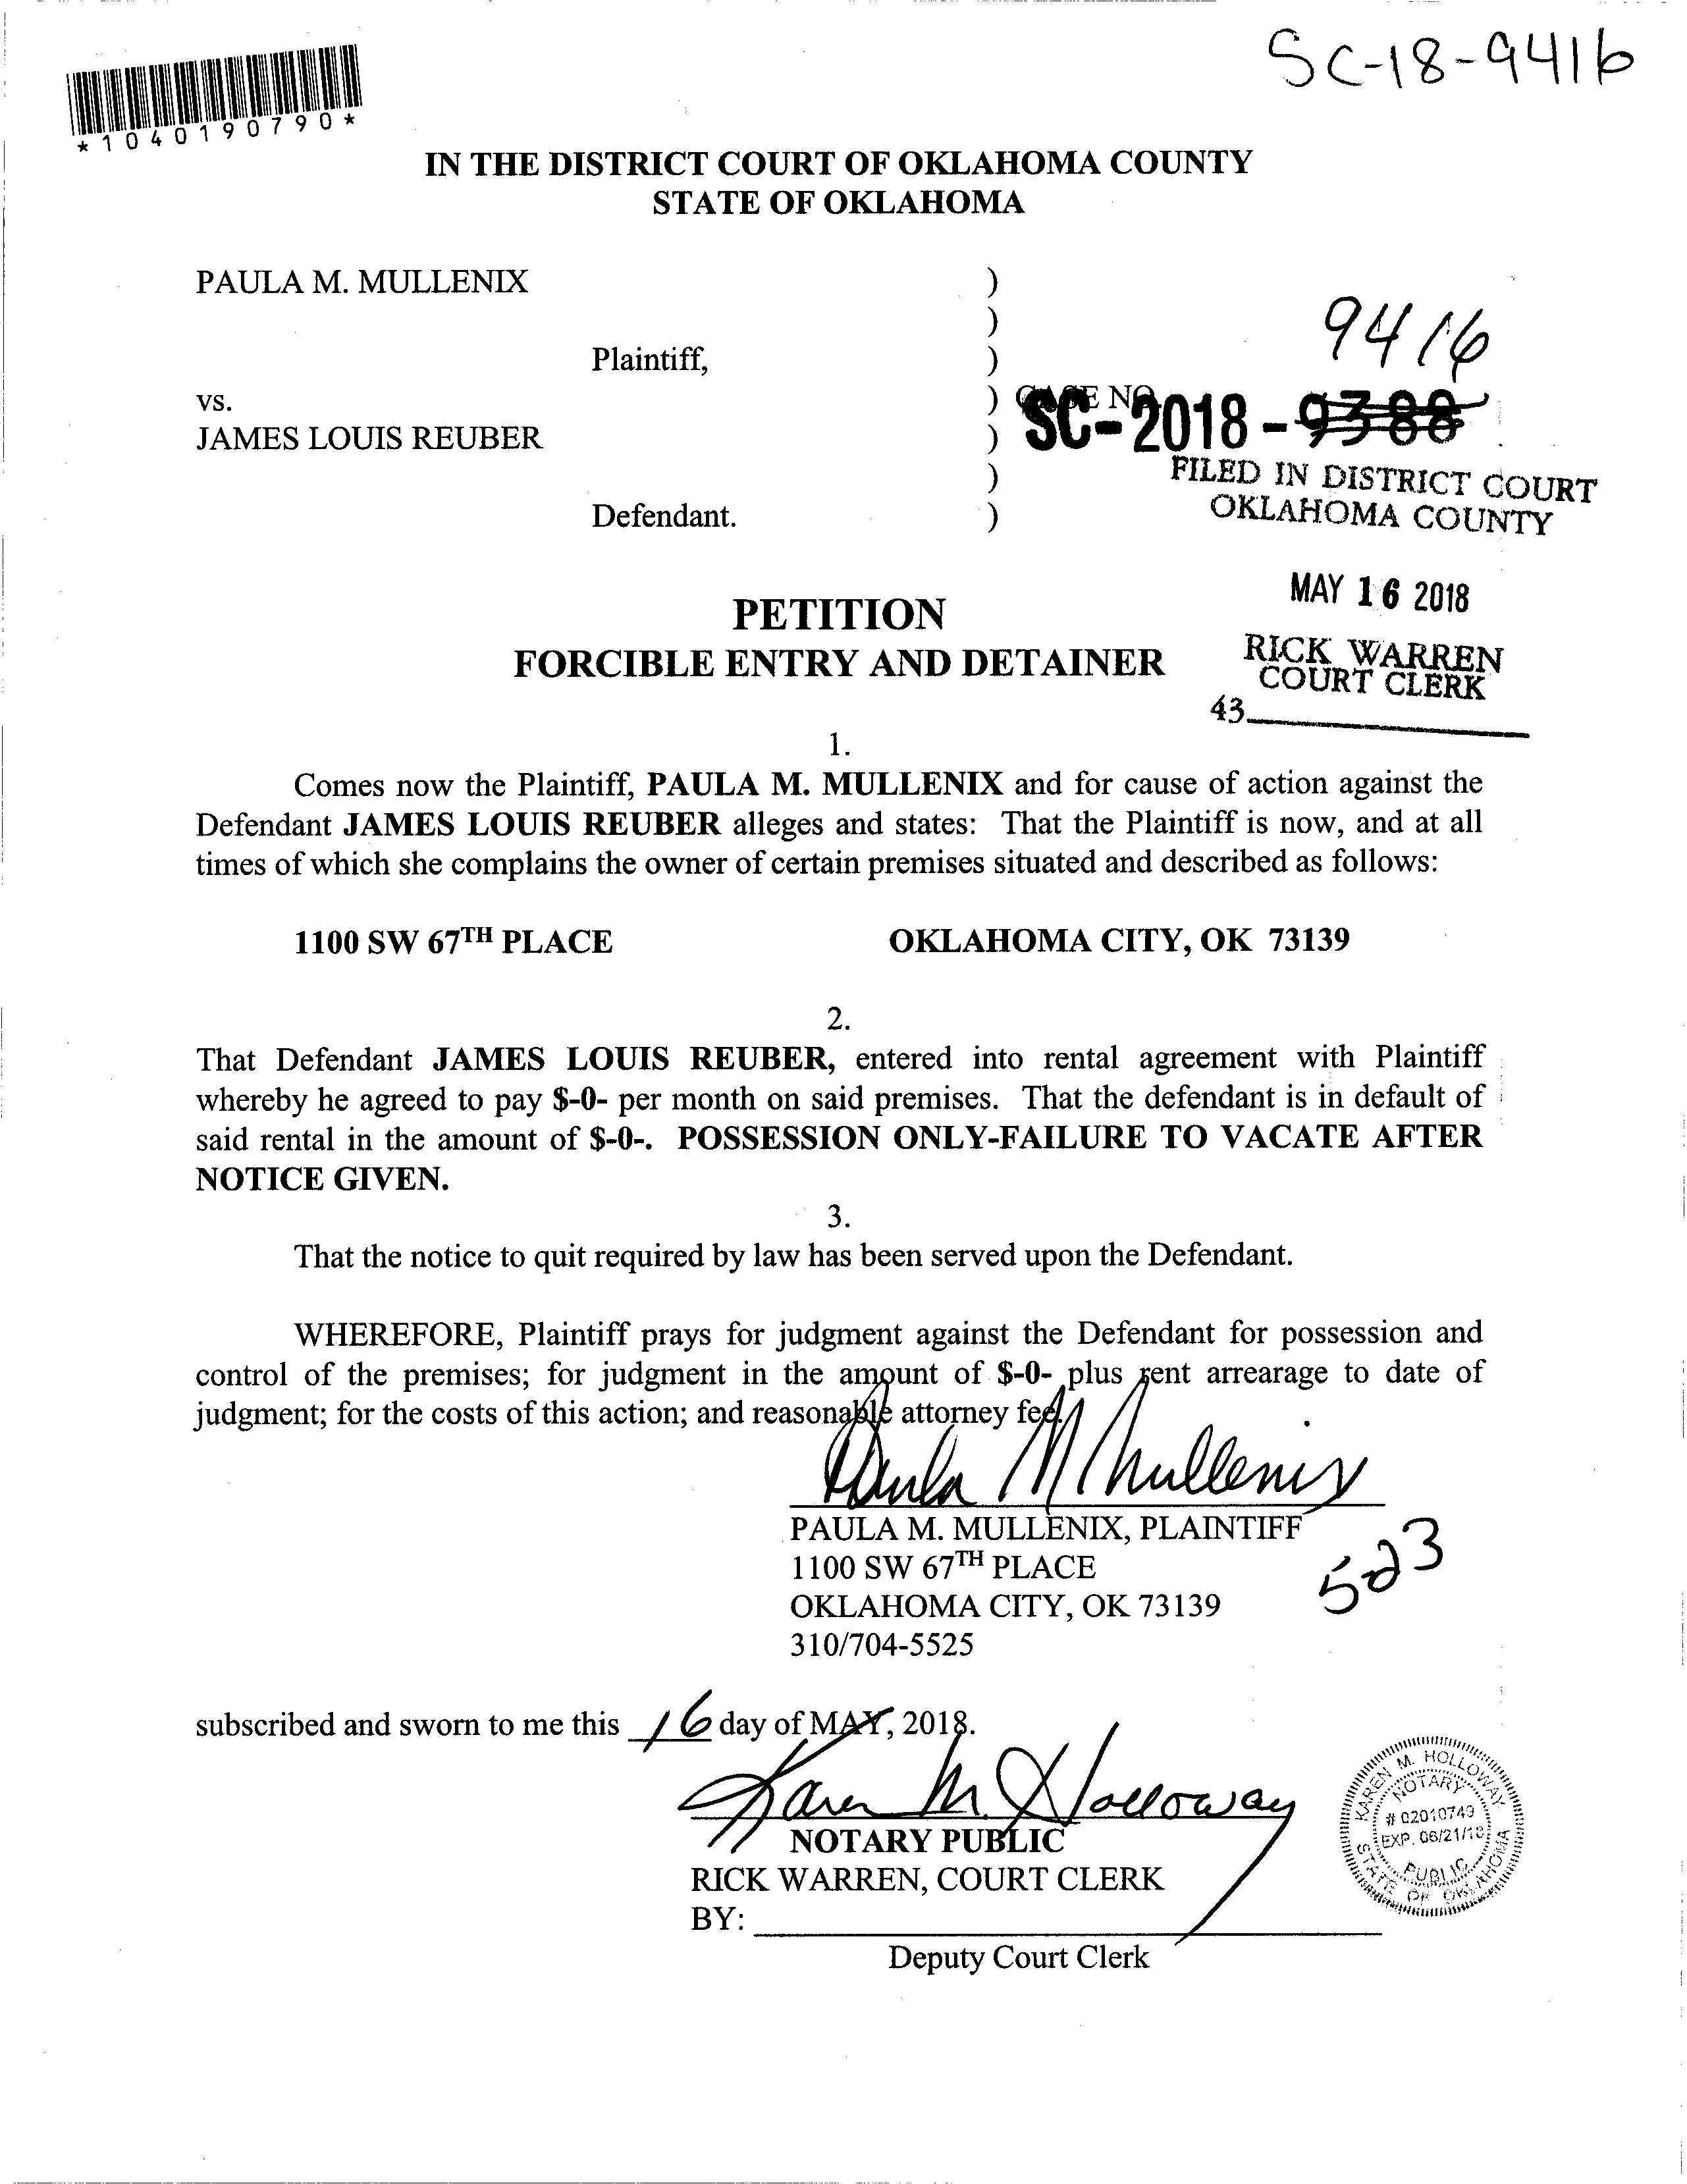 SC-18-9416
*1040190790*
IN THE DISTRICT COURT OF OKLAHOMA COUNTY
STATE OF OKLAHOMA
PAULA M. MULLENIX )
)
Plaintiff, )
9416
vs. ) CASE NO.
SC-2018-9388
JAMES LOUIS REUBER )
)
FILED IN DISTRICT COURT
OKLAHOMA COUNTY
Defendant. )
MAY 16 2018
PETITION
FORCIBLE ENTRY AND DETAINER
RICK WARREN
COURT CLERK
43
1.
Comes now the Plaintiff, PAULA M. MULLENIX and for cause of action against the
Defendant JAMES LOUIS REUBER alleges and states: That the Plaintiff is now, and at all
times of which she complains the owner of certain premises situated and described as follows:
1100 SW 67TH PLACE OKLAHOMA CITY, OK 73139
2.
That Defendant JAMES LOUIS REUBER, entered into rental agreement with Plaintiff
whereby he agreed to pay $-0- per month on said premises. That the defendant is in default of
said rental in the amount of $-0-. POSSESSION ONLY-FAILURE TO VACATE AFTER
NOTICE GIVEN.
3.
That the notice to quit required by law has been served upon the Defendant.
WHEREFORE, Plaintiff prays for judgment against the Defendant for possession and
control of the premises; for judgment in the amount of $-0- plus rent arrearage to date of
judgment; for the costs of this action; and reasonable attorney fee.
Paula M Mullenix
PAULA M. MULLENIX, PLAINTIFF
1100 SW 67TH PLACE
OKLAHOMA CITY, OK 73139
310/704-5525
523
subscribed and sworn to me this 16 day of MAY, 2018.
Karen M. Holloway
NOTARY PUBLIC
RICK WARREN, COURT CLERK
BY:
Deputy Court Clerk
KAREN M. HOLLOWAY
NOTARY
# 02010749
EXP. 06/21/18
PUBLIC
STATE OF OKLAHOMA